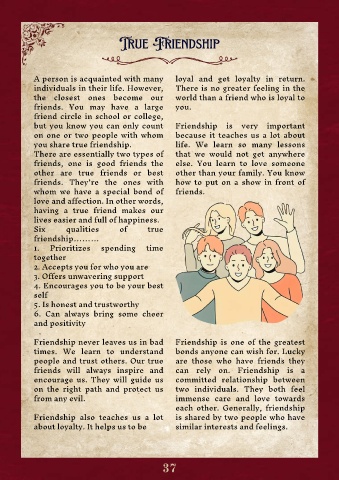 True Friendship
A person is acquainted with many
individuals in their life. However,
the closest ones become our
friends. You may have a large
friend circle in school or college,
but you know you can only count
on one or two people with whom
you share true friendship.
There are essentially two types of
friends, one is good friends the
other are true friends or best
friends. They're the ones with
whom we have a special bond of
love and affection. In other words,
having a true friend makes our
lives easier and full of happiness.
Six qualities of true
friendship.........
1. Prioritizes spending time
together
2. Accepts you for who you are
3. Offers unwavering support
4. Encourages you to be your best
self
5. Is honest and trustworthy
6. Can always bring some cheer
and positivity
Friendship never leaves us in bad
times. We learn to understand
people and trust others. Our true
friends will always inspire and
encourage us. They will guide us
on the right path and protect us
from any evil.
Friendship also teaches us a lot
about loyalty. It helps us to be
loyal and get loyalty in return.
There is no greater feeling in the
world than a friend who is loyal to
you.
Friendship is very important
because it teaches us a lot about
life. We learn so many lessons
that we would not get anywhere
else. You learn to love someone
other than your family. You know
how to put on a show in front of
friends.
Friendship is one of the greatest
bonds anyone can wish for. Lucky
are those who have friends they
can rely on. Friendship is a
committed relationship between
two individuals. They both feel
immense care and love towards
each other. Generally, friendship
is shared by two people who have
similar interests and feelings.
37